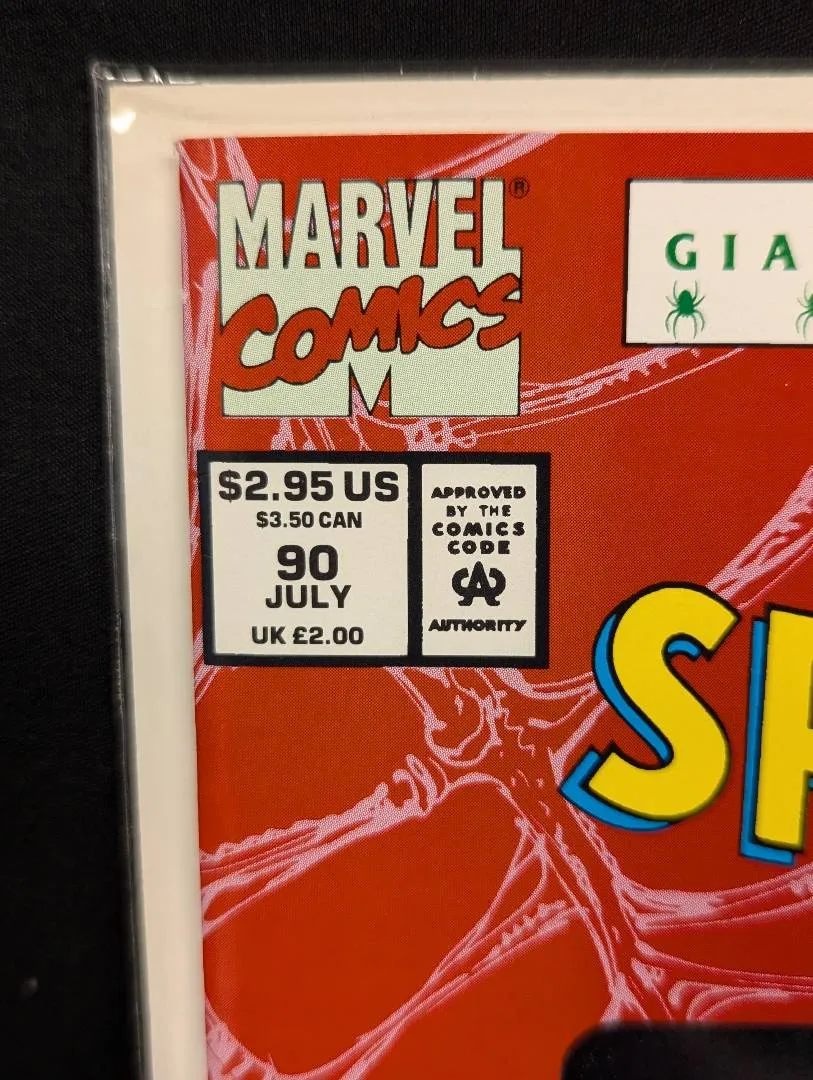 MARVEL®
COMICS
M
GIA
$2.95 US
$3.50 CAN
90
JULY
UK £2.00
APPROVED
BY THE
COMICS
CODE
CA
AUTHORITY
SP